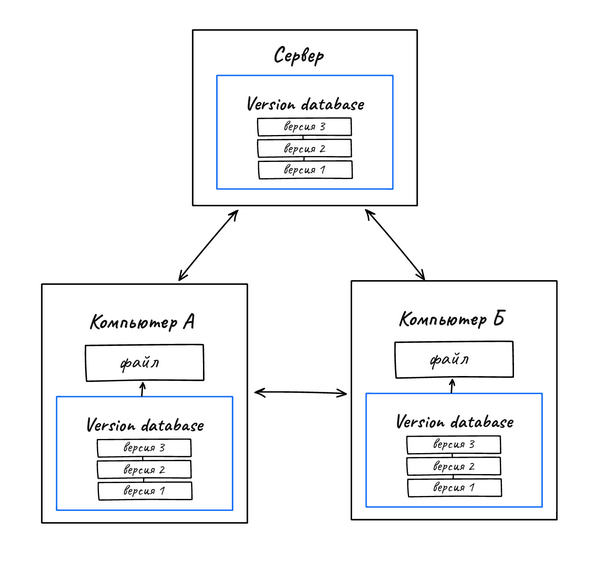 Сервер
Version database
версия 3
версия 2
версия 1
Компьютер А
файл
Version database
версия 3
версия 2
версия 1
Компьютер Б
файл
Version database
версия 3
версия 2
версия 1